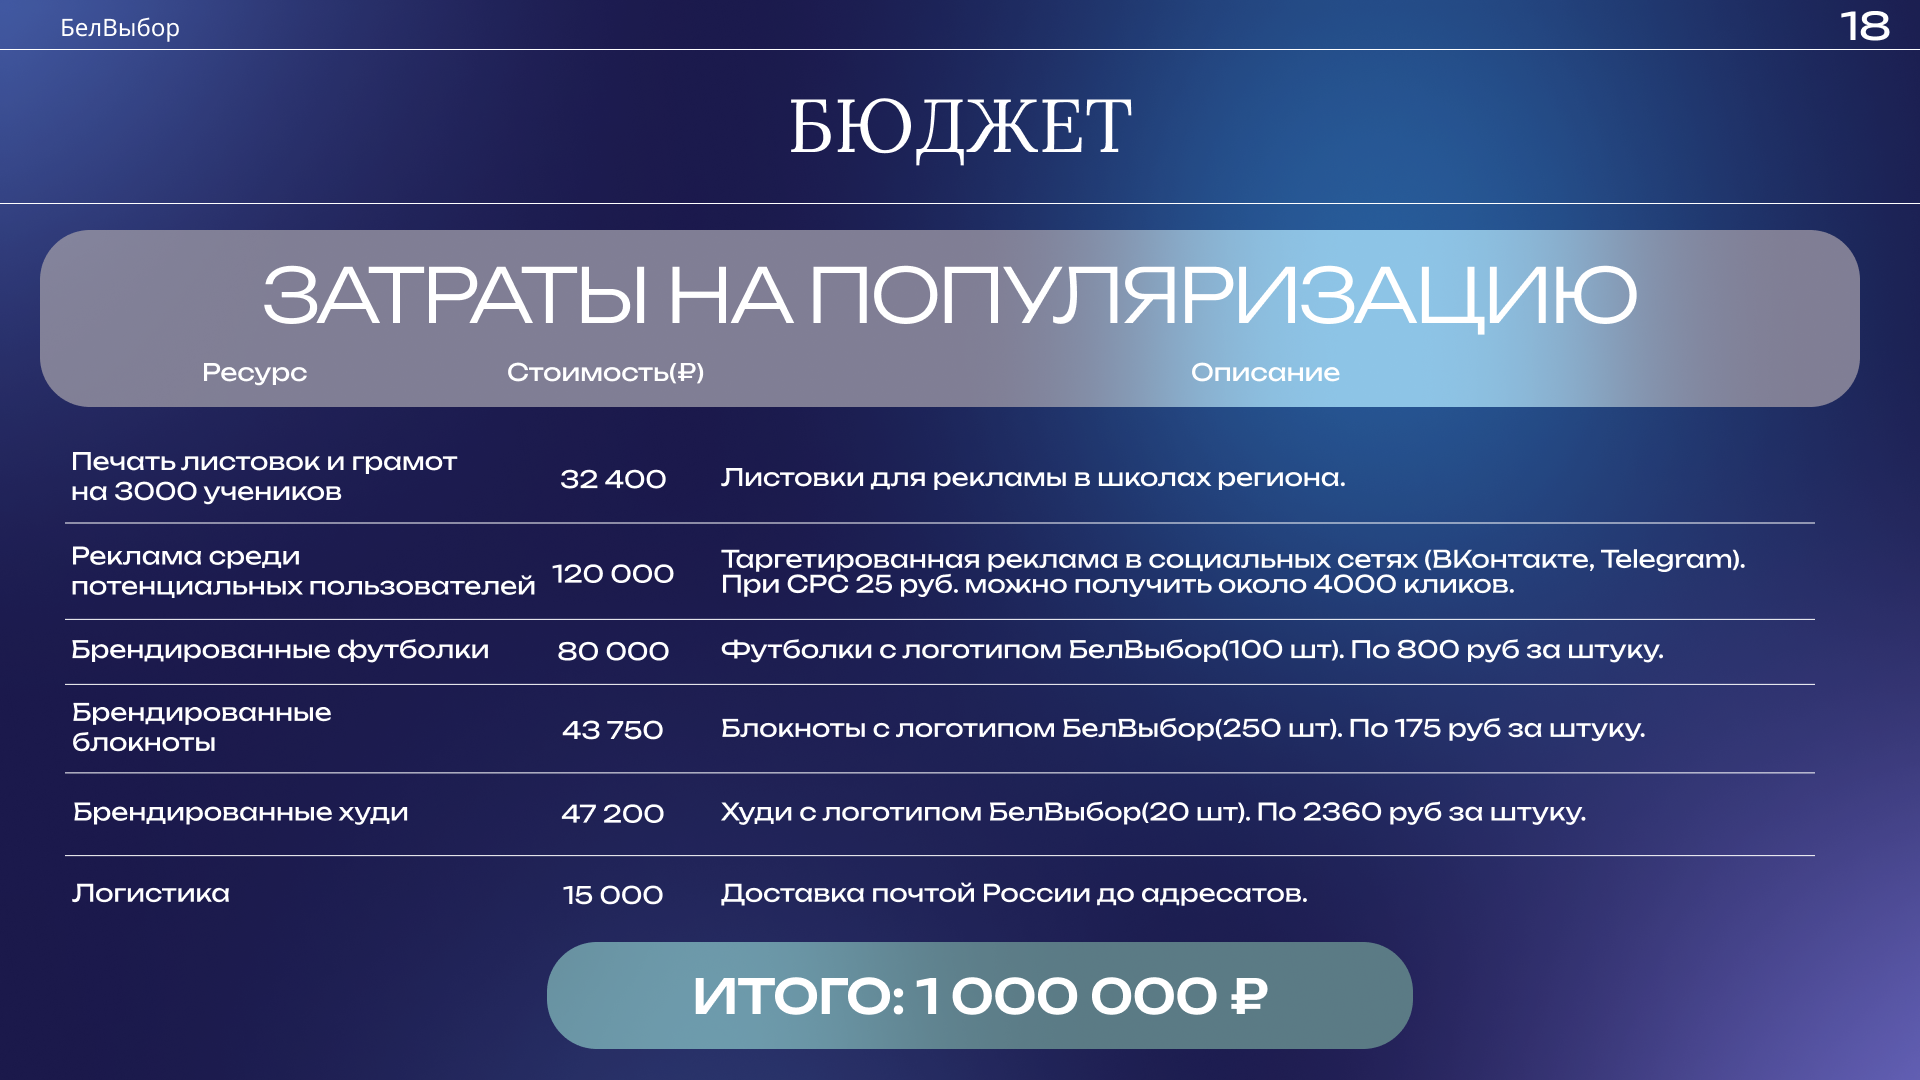 БелВыбор
18
БЮДЖЕТ
ЗАТРАТЫ НА ПОПУЛЯРИЗАЦИЮ
Ресурс Стоимость(₽) Описание
Печать листовок и грамот
на 3000 учеников
32 400
Листовки для рекламы в школах региона.
Реклама среди
потенциальных пользователей
120 000
Таргетированная реклама в социальных сетях (ВКонтакте, Telegram).
При CPC 25 руб. можно получить около 4000 кликов.
Брендированные футболки
80 000
Футболки с логотипом БелВыбор(100 шт). По 800 руб за штуку.
Брендированные
блокноты
43 750
Блокноты с логотипом БелВыбор(250 шт). По 175 руб за штуку.
Брендированные худи
47 200
Худи с логотипом БелВыбор(20 шт). По 2360 руб за штуку.
Логистика
15 000
Доставка почтой России до адресатов.
ИТОГО: 1 000 000 ₽